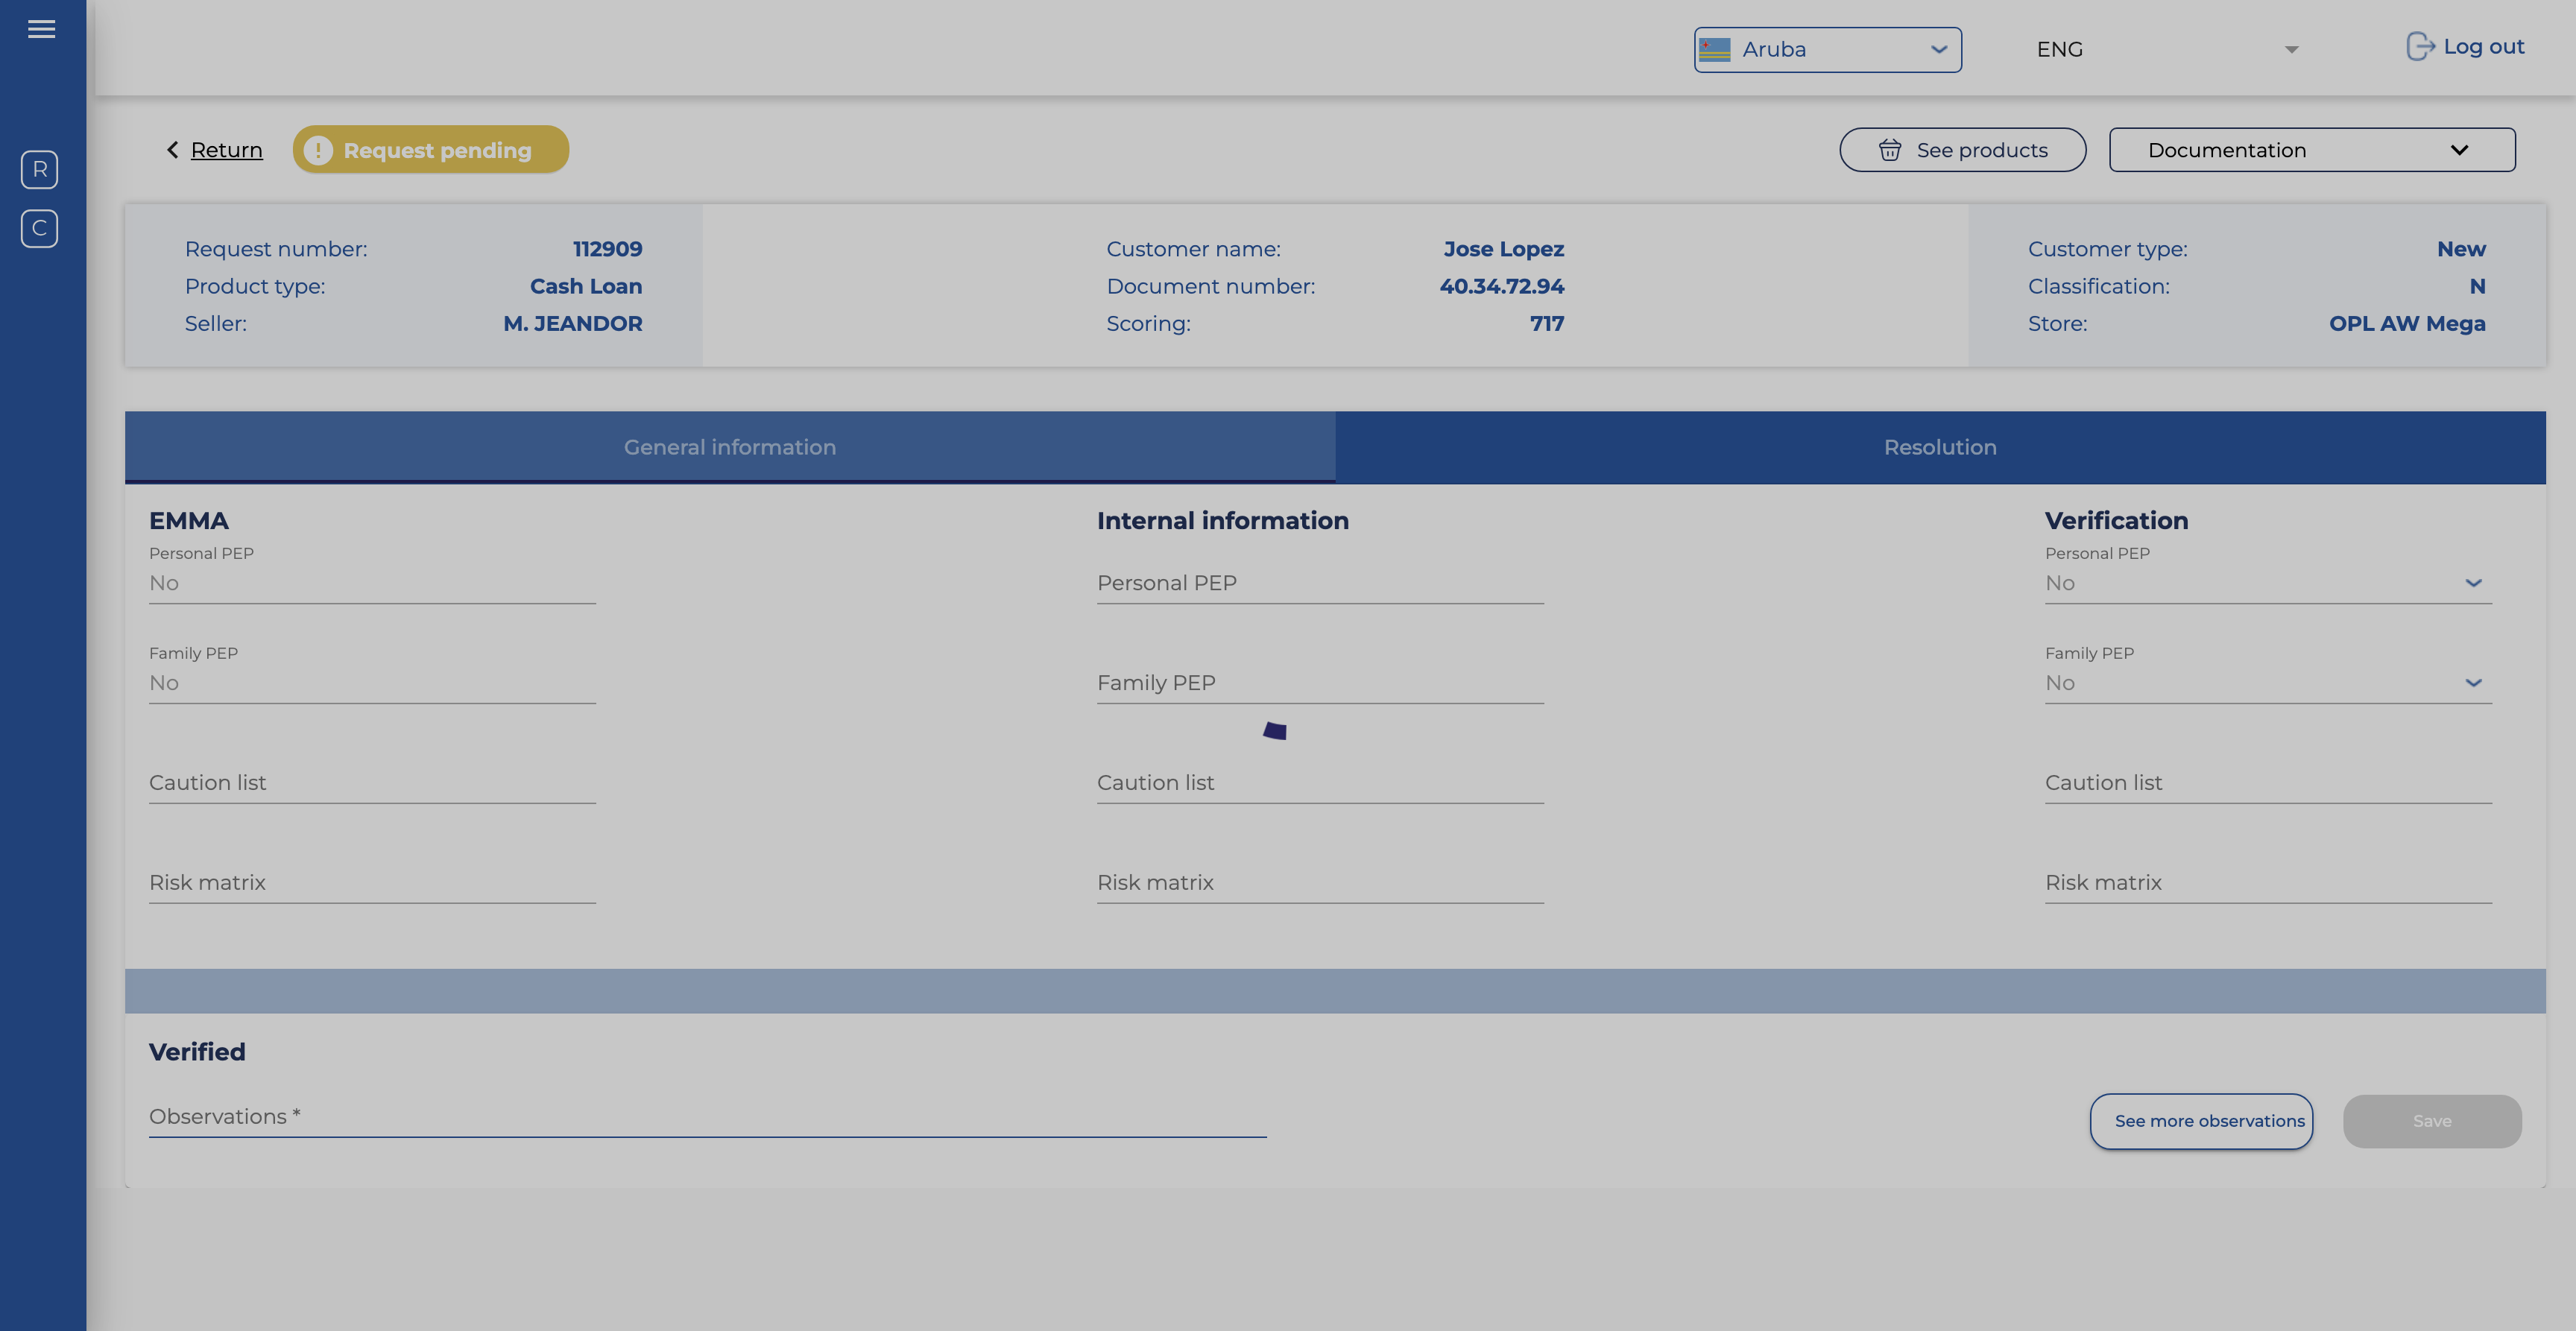 Aruba
ENG
Log out
R
C
Return
Request pending
See products
Documentation
Request number: 112909
Product type: Cash Loan
Seller: M. JEANDOR
Customer name: Jose Lopez
Document number: 40.34.72.94
Scoring: 717
Customer type: New
Classification: N
Store: OPL AW Mega
General information
Resolution
EMMA
Personal PEP
No
Family PEP
No
Caution list
Risk matrix
Internal information
Personal PEP
Family PEP
Caution list
Risk matrix
Verification
Personal PEP
No
Family PEP
No
Caution list
Risk matrix
Verified
Observations *
See more observations
Save